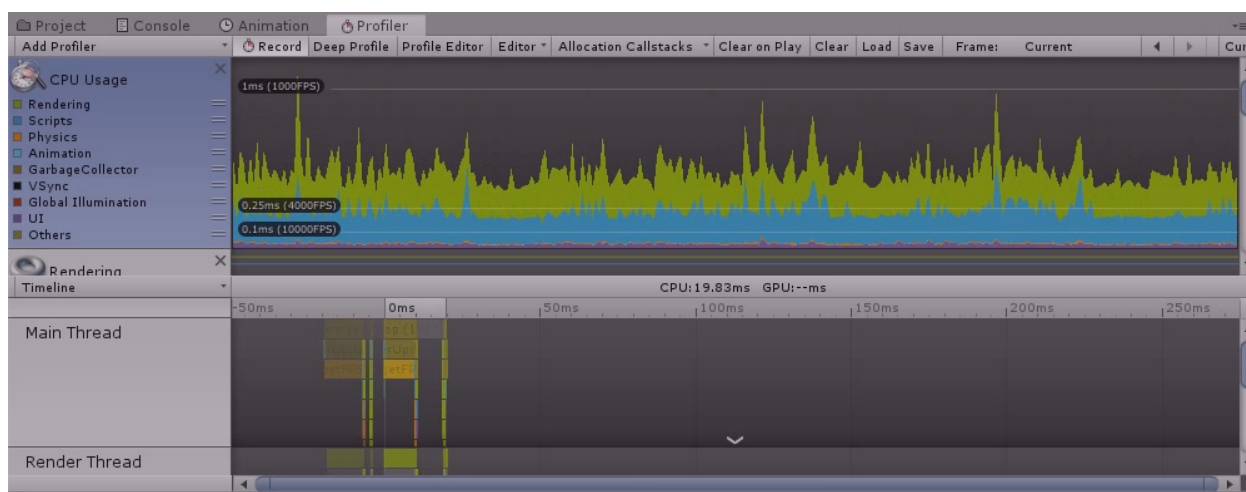 Project Console Animation Profiler
Add Profiler Record Deep Profile Profile Editor Editor Allocation Callstacks Clear on Play Clear Load Save Frame: Current Cur
CPU Usage
Rendering
Scripts
Physics
Animation
GarbageCollector
VSync
Global Illumination
UI
Others
1ms (1000FPS)
0.25ms (4000FPS)
0.1ms (10000FPS)
Rendering
Timeline CPU:19.83ms GPU:--ms
-50ms 0ms 50ms 100ms 150ms 200ms 250ms
Main Thread
Render Thread